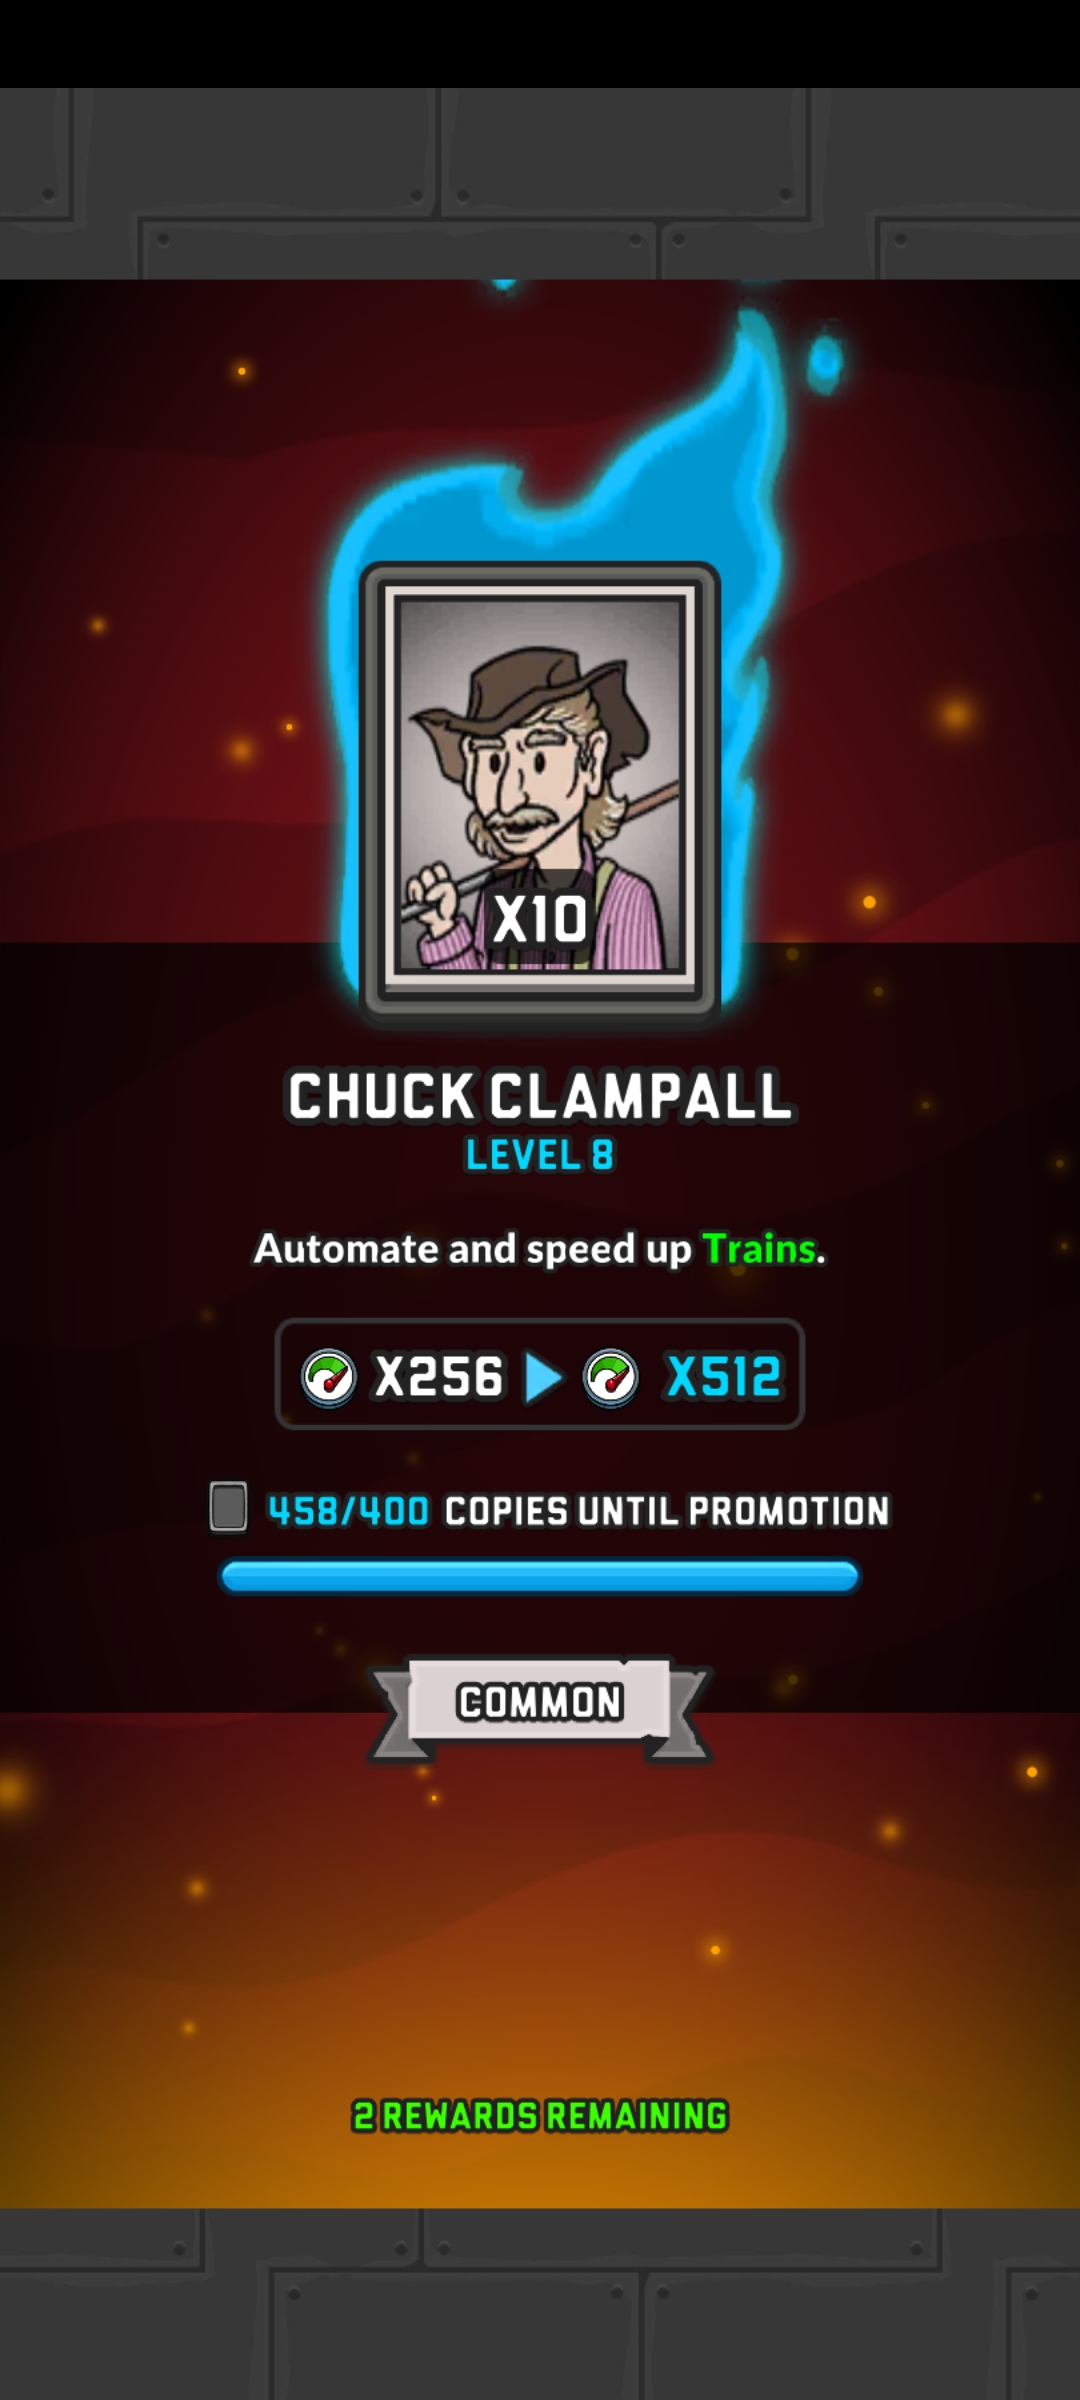 X10
CHUCK CLAMPALL
LEVEL 8
Automate and speed up Trains.
X256 X512
458/400 COPIES UNTIL PROMOTION
COMMON
2 REWARDS REMAINING